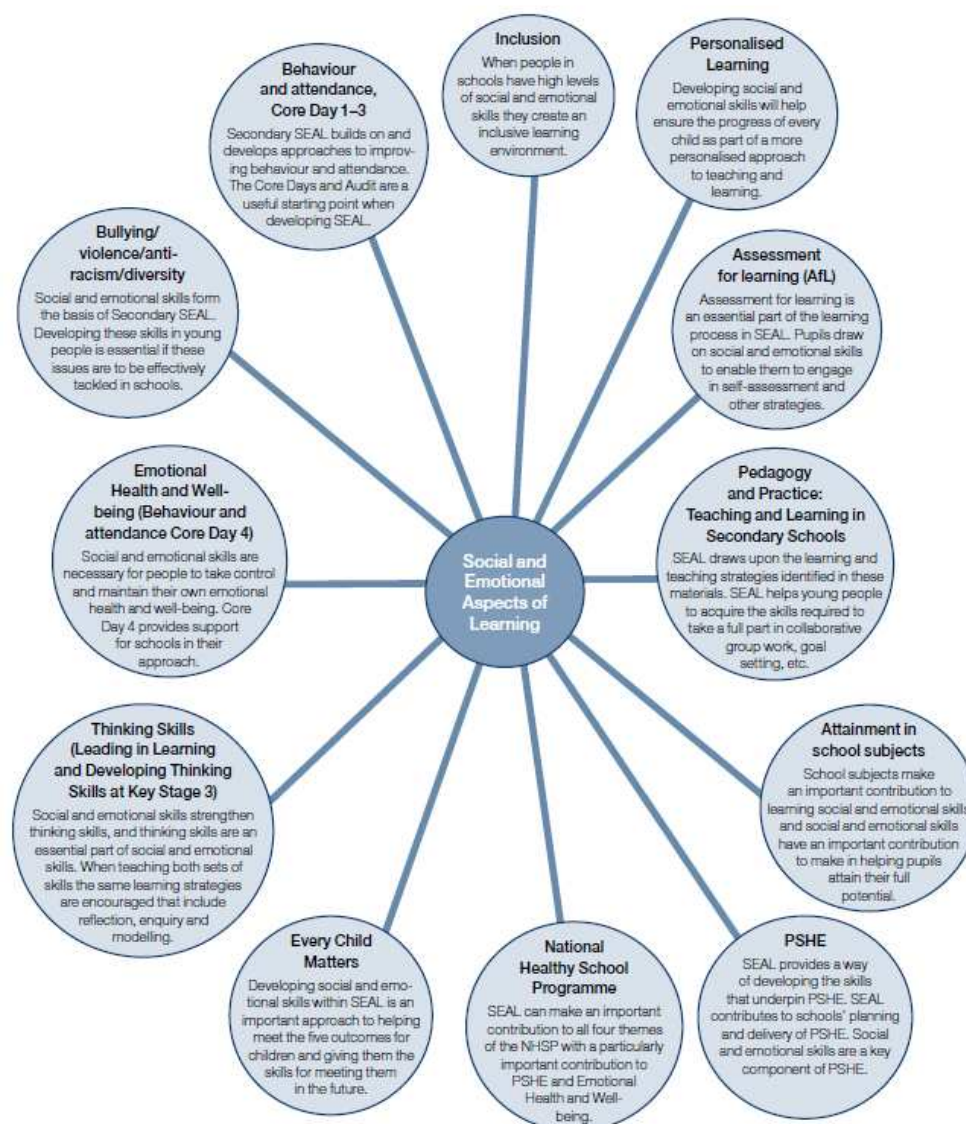 Inclusion
When people in
schools have high levels
of social and emotional
skills they create an
inclusive learning
environment.
Personalised
Learning
Developing social and
emotional skills will help
ensure the progress of every
child as part of a more
personalised approach
to teaching and
learning.
Behaviour
and attendance,
Core Day 1–3
Secondary SEAL builds on and
develops approaches to improv-
ing behaviour and attendance.
The Core Days and Audit are a
useful starting point when
developing SEAL.
Bullying/
violence/anti-
racism/diversity
Social and emotional skills form
the basis of Secondary SEAL.
Developing these skills in young
people is essential if these
issues are to be effectively
tackled in schools.
Assessment
for learning (AfL)
Assessment for learning is
an essential part of the learning
process in SEAL. Pupils draw
on social and emotional skills
to enable them to engage
in self-assessment and
other strategies.
Emotional
Health and Well-
being (Behaviour and
attendance Core Day 4)
Social and emotional skills are
necessary for people to take control
and maintain their own emotional
health and well-being. Core
Day 4 provides support
for schools in their
approach.
Social and
Emotional
Aspects of
Learning
Pedagogy
and Practice:
Teaching and Learning in
Secondary Schools
SEAL draws upon the learning and
teaching strategies identified in these
materials. SEAL helps young people
to acquire the skills required to
take a full part in collaborative
group work, goal
setting, etc.
Thinking Skills
(Leading in Learning
and Developing Thinking
Skills at Key Stage 3)
Social and emotional skills strengthen
thinking skills, and thinking skills are an
essential part of social and emotional
skills. When teaching both sets of
skills the same learning strategies
are encouraged that include
reflection, enquiry and
modelling.
Attainment in
school subjects
School subjects make
an important contribution to
learning social and emotional skills
and social and emotional skills
have an important contribution
to make in helping pupils
attain their full
potential.
Every Child
Matters
Developing social and emo-
tional skills within SEAL is an
important approach to helping
meet the five outcomes for
children and giving them the
skills for meeting them
in the future.
National
Healthy School
Programme
SEAL can make an important
contribution to all four themes
of the NHSP with a particularly
important contribution to
PSHE and Emotional
Health and Well-
being.
PSHE
SEAL provides a way
of developing the skills
that underpin PSHE. SEAL
contributes to schools' planning
and delivery of PSHE. Social
and emotional skills are a key
component of PSHE.